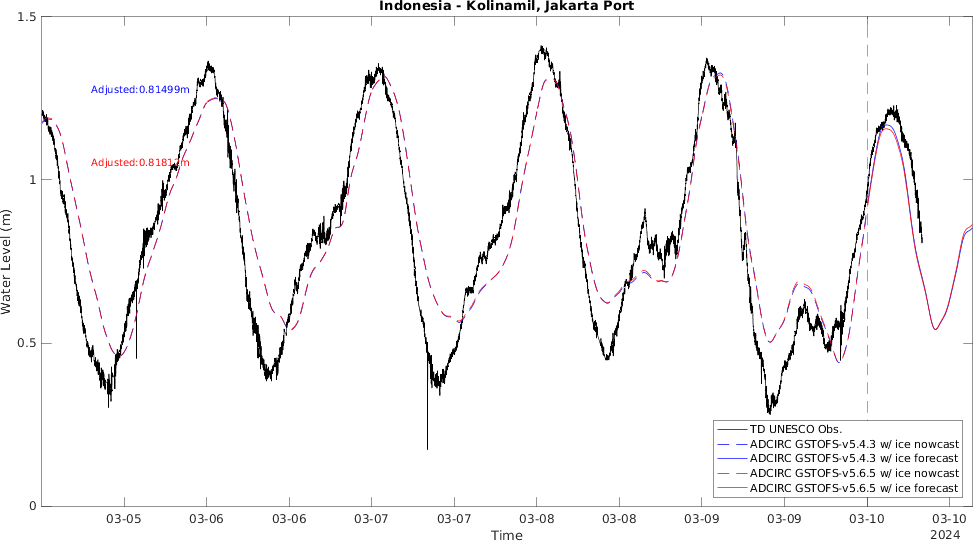 Indonesia - Kolinamil, Jakarta Port
1.5
1
0.5
0
Water Level (m)
Adjusted:0.81499m
Adjusted:0.81812m
03-05
03-06
03-06
03-07
03-07
03-08
03-08
03-09
03-09
03-10
03-10
2024
Time
TD UNESCO Obs.
ADCIRC GSTOFS-v5.4.3 w/ ice nowcast
ADCIRC GSTOFS-v5.4.3 w/ ice forecast
ADCIRC GSTOFS-v5.6.5 w/ ice nowcast
ADCIRC GSTOFS-v5.6.5 w/ ice forecast